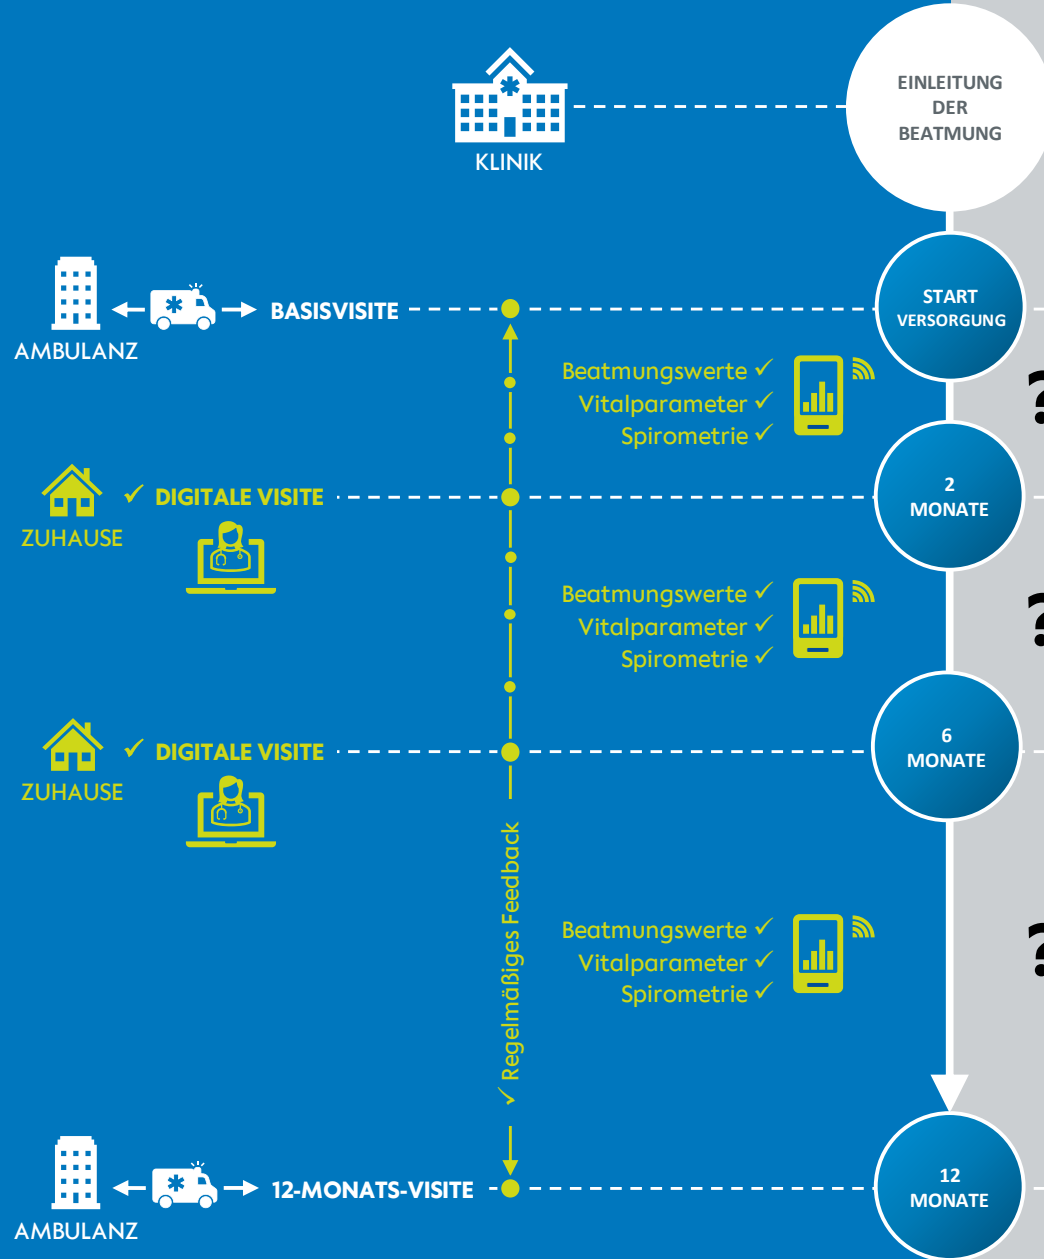 EINLEITUNG
DER
BEATMUNG
KLINIK
AMBULANZ
BASISVISITE
START
VERSORGUNG
Beatmungswerte ✓
Vitalparameter ✓
Spirometrie ✓
?
ZUHAUSE
✓ DIGITALE VISITE
2
MONATE
Beatmungswerte ✓
Vitalparameter ✓
Spirometrie ✓
?
ZUHAUSE
✓ DIGITALE VISITE
6
MONATE
✓ Regelmäßiges Feedback
Beatmungswerte ✓
Vitalparameter ✓
Spirometrie ✓
?
AMBULANZ
12-MONATS-VISITE
12
MONATE